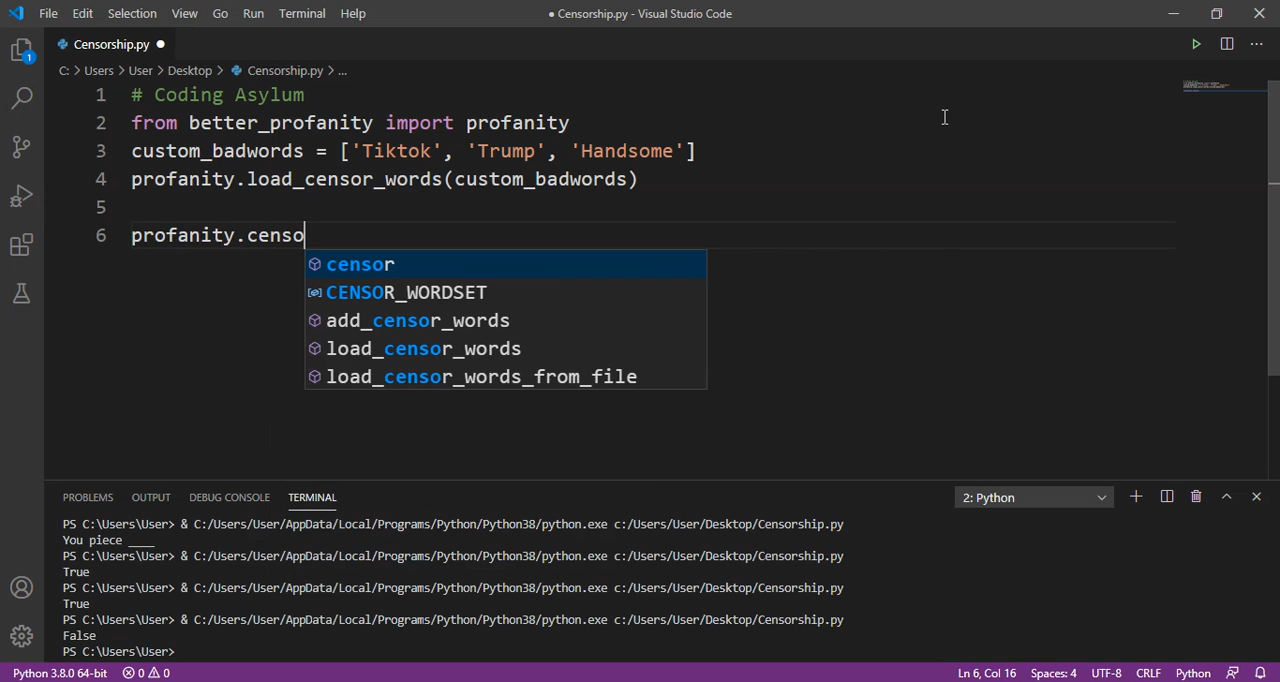 File Edit Selection View Go Run Terminal Help
● Censorship.py - Visual Studio Code
Censorship.py ●
C: > Users > User > Desktop > Censorship.py > ...
1 # Coding Asylum
2 from better_profanity import profanity
3 custom_badwords = ['Tiktok', 'Trump', 'Handsome']
4 profanity.load_censor_words(custom_badwords)
5
6 profanity.censo
censor
CENSOR_WORDSET
add_censor_words
load_censor_words
load_censor_words_from_file
1
PROBLEMS OUTPUT DEBUG CONSOLE TERMINAL 2: Python
PS C:\Users\User> & C:/Users/User/AppData/Local/Programs/Python/Python38/python.exe c:/Users/User/Desktop/Censorship.py
You piece ____
PS C:\Users\User> & C:/Users/User/AppData/Local/Programs/Python/Python38/python.exe c:/Users/User/Desktop/Censorship.py
True
PS C:\Users\User> & C:/Users/User/AppData/Local/Programs/Python/Python38/python.exe c:/Users/User/Desktop/Censorship.py
True
PS C:\Users\User> & C:/Users/User/AppData/Local/Programs/Python/Python38/python.exe c:/Users/User/Desktop/Censorship.py
False
PS C:\Users\User>
Python 3.8.0 64-bit 0 0 Ln 6, Col 16 Spaces: 4 UTF-8 CRLF Python